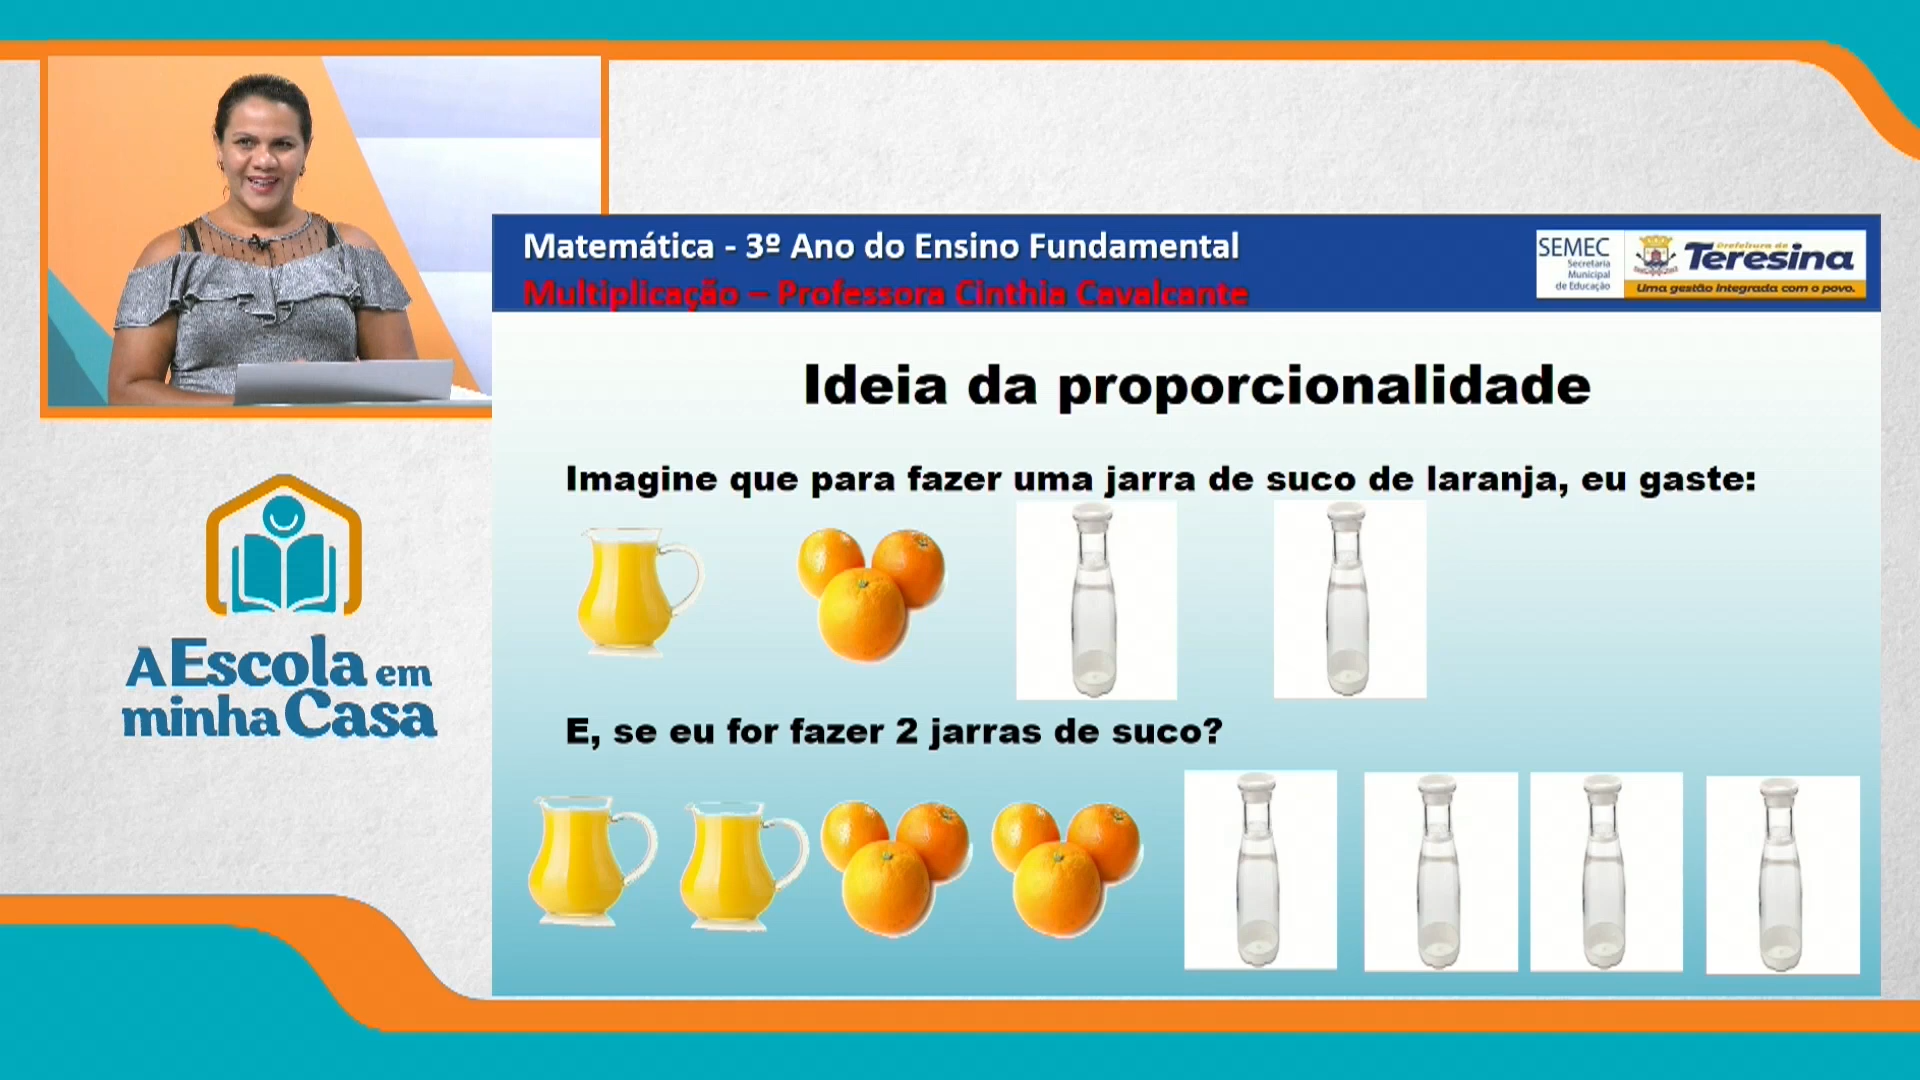 Matemática - 3º Ano do Ensino Fundamental
Multiplicação – Professora Cinthia Cavalcante
SEMEC
Secretaria
Municipal
de Educação
Prefeitura de
Teresina
Uma gestão integrada com o povo.
Ideia da proporcionalidade
Imagine que para fazer uma jarra de suco de laranja, eu gaste:
E, se eu for fazer 2 jarras de suco?
A Escola em
minha Casa